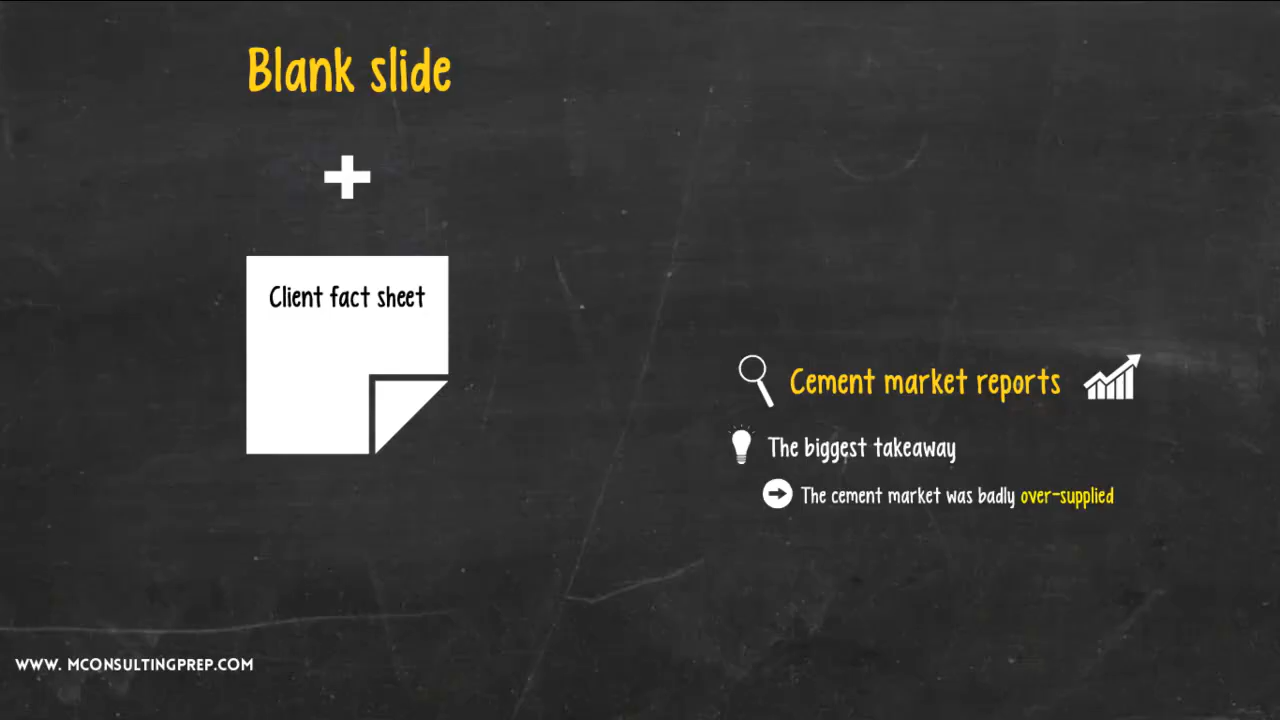 Blank slide
Client fact sheet
Cement market reports
The biggest takeaway
The cement market was badly over-supplied
WWW. MCONSULTINGPREP.COM